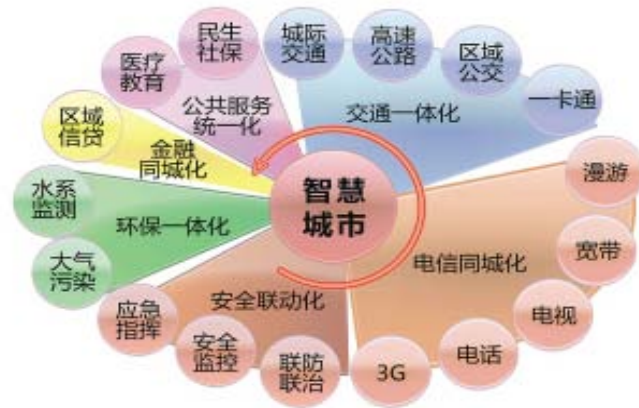 民生
社保
城际
交通
高速
公路
区域
公交
一卡通
医疗
教育
公共服务
统一化
交通一体化
区域
信贷
金融
同城化
智慧
城市
漫游
水系
监测
环保一体化
宽带
电信同城化
大气
污染
安全联动化
应急
指挥
电视
安全
监控
联防
联治
3G
电话